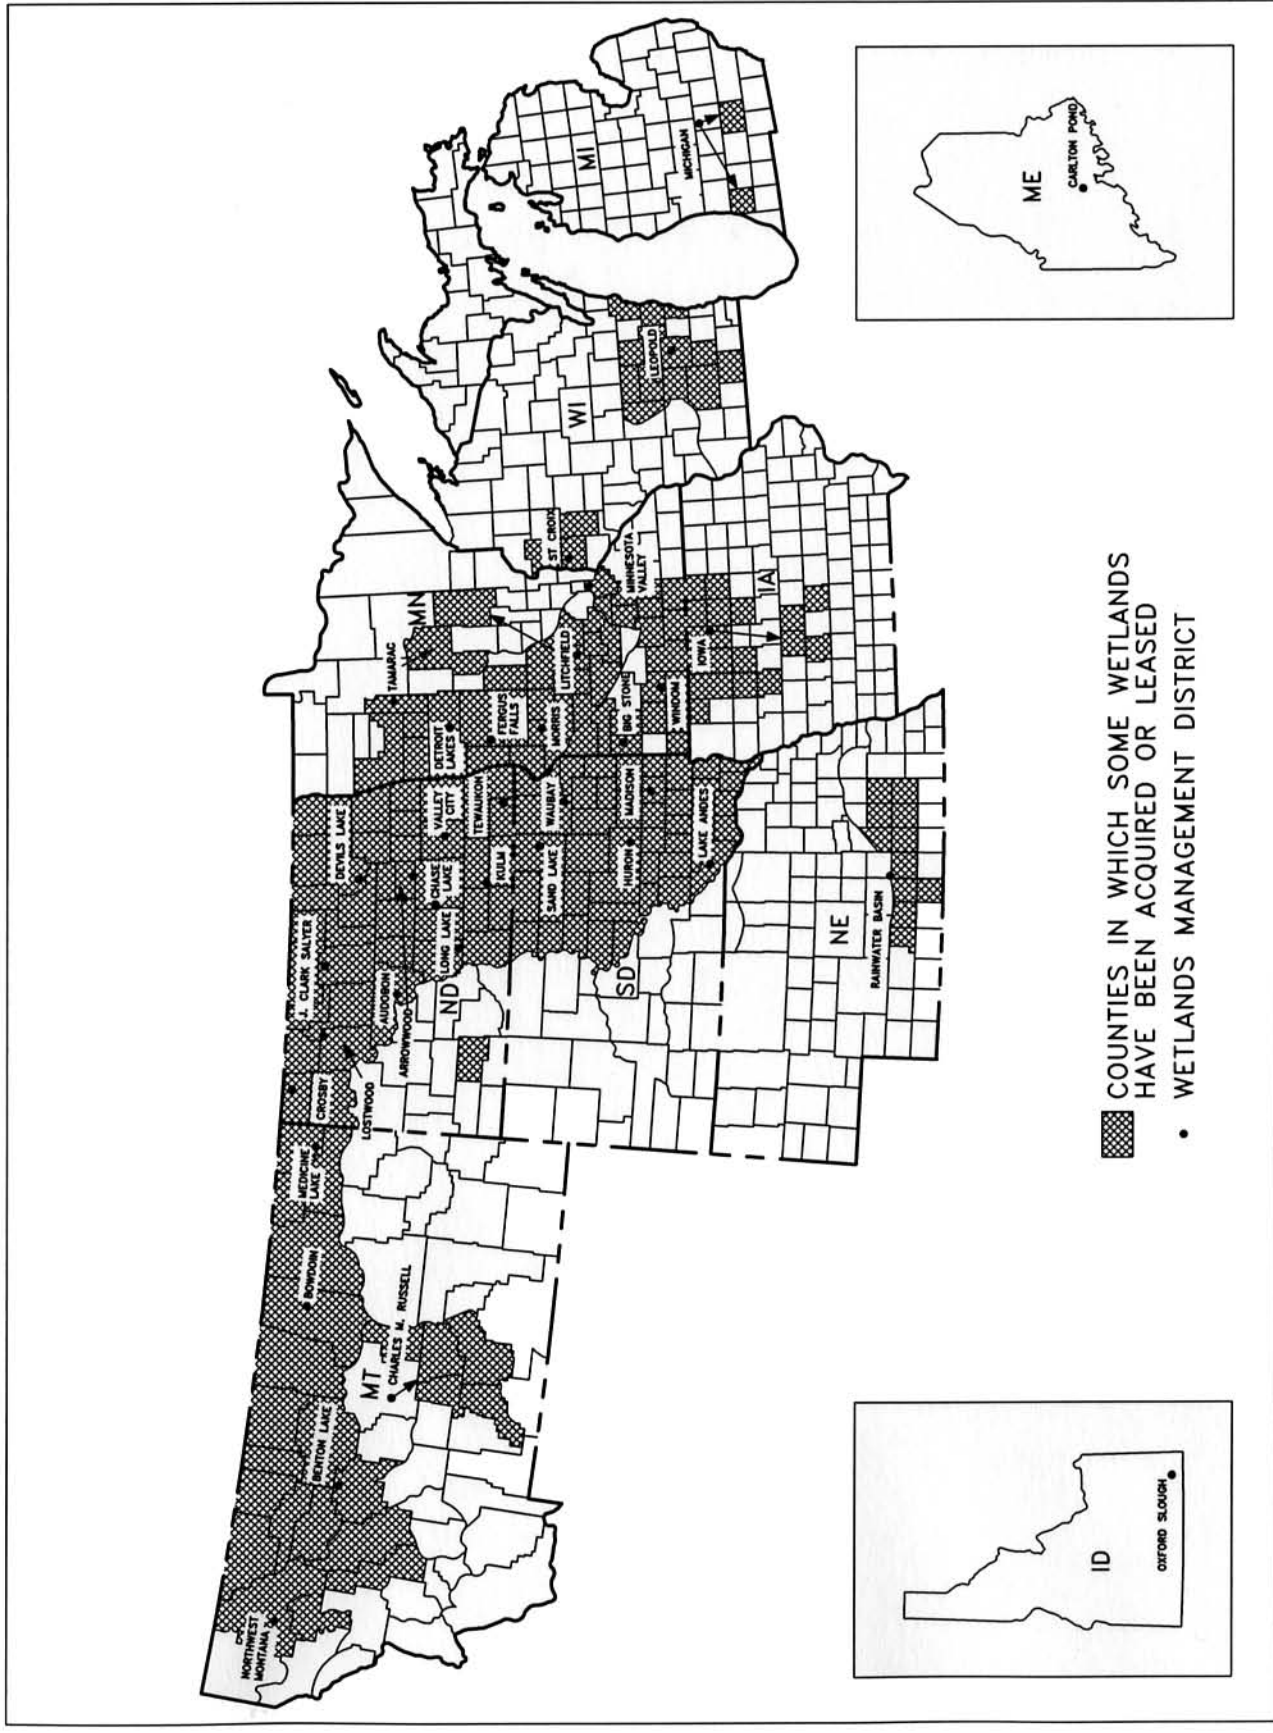 NORTHWEST
MONTANA
BENTON LAKE
BOWDOIN
MEDICINE
LAKE
MT
CHARLES M. RUSSELL
CROSBY
LOSTWOOD
J. CLARK SALYER
AUDOBON
ARROWWOOD
DEVILS LAKE
CHASE
LAKE
LONG LAKE
ND
VALLEY
CITY
TEWAUKON
KULM
DETROIT
LAKES
TAMARAC
MN
FERGUS
FALLS
MORRIS
LITCHFIELD
BIG STONE
WINDOM
MINNESOTA
VALLEY
ST CROIX
WAUBAY
SAND LAKE
MADISON
HURON
LAKE ANDES
SD
NE
RAINWATER BASIN
IOWA
IA
WI
LEOPOLD
MI
MICHIGAN
ID
OXFORD SLOUGH
ME
CARLTON POND
COUNTIES IN WHICH SOME WETLANDS
HAVE BEEN ACQUIRED OR LEASED
• WETLANDS MANAGEMENT DISTRICT